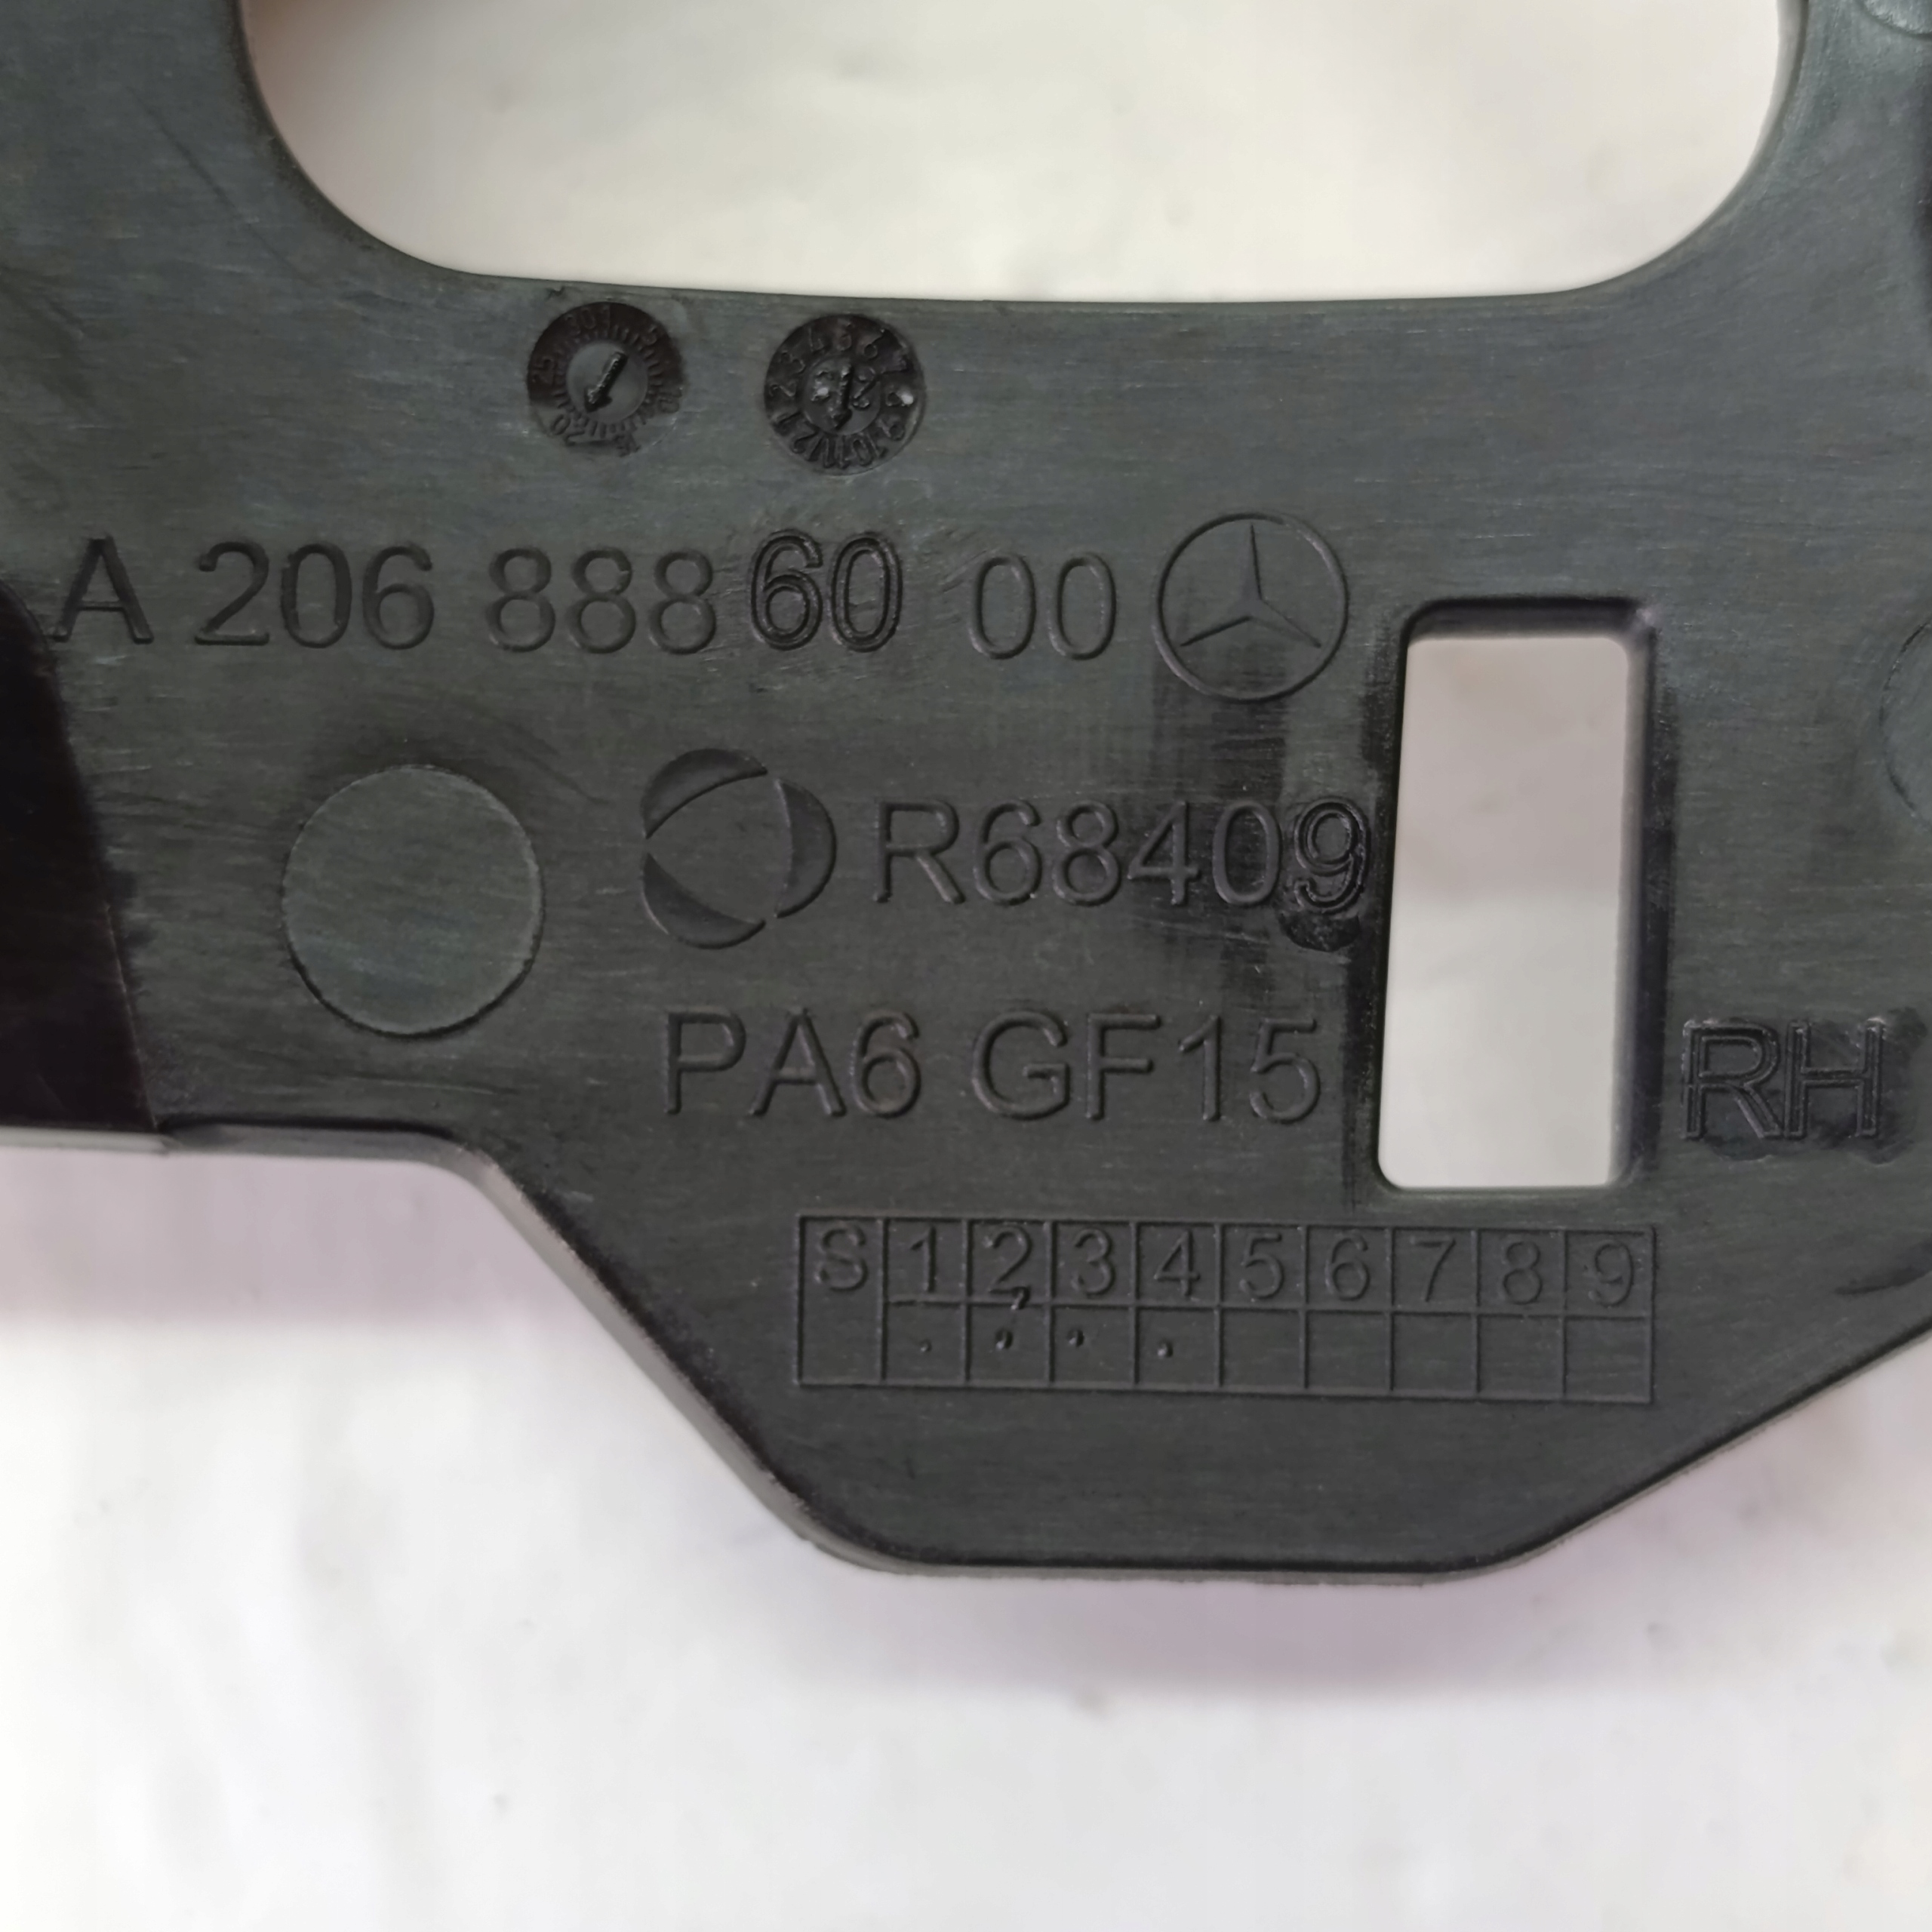 A 206 888 60 00
R68409
PA6 GF15
RH
S 1 2 3 4 5 6 7 8 9